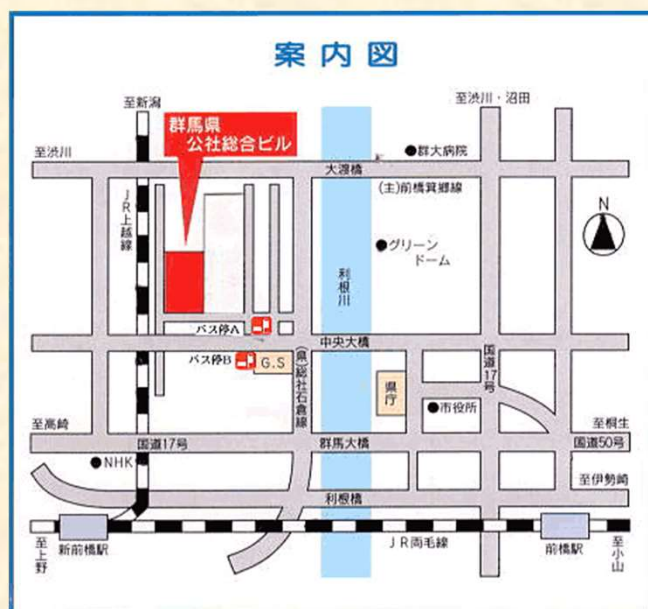 案内図
至新潟
至渋川・沼田
群馬県
公社総合ビル
至渋川
●群大病院
大渡橋
(主)前橋箕郷線
JR上越線
N
●グリーン
ドーム
利根川
バス停A
中央大橋
バス停B
G.S
(県)総社石倉線
国道17号
県庁
●市役所
至高崎
至桐生
国道17号
群馬大橋
国道50号
●NHK
至伊勢崎
利根橋
至上野
新前橋駅
JR両毛線
前橋駅
至小山